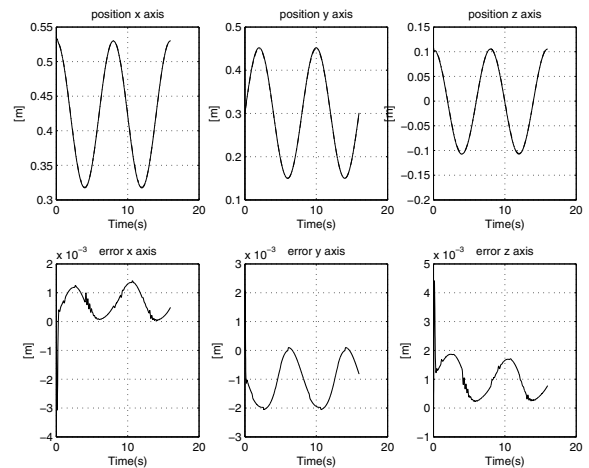 position x axis
0.55
0.5
0.45
0.4
0.35
0.3
[m]
0 10 20
Time(s)
position y axis
0.5
0.4
0.3
0.2
0.1
[m]
0 10 20
Time(s)
position z axis
0.15
0.1
0.05
0
−0.05
−0.1
−0.15
−0.2
[m]
0 10 20
Time(s)
x 10⁻³ error x axis
2
1
0
−1
−2
−3
−4
[m]
0 10 20
Time(s)
x 10⁻³ error y axis
3
2
1
0
−1
−2
−3
[m]
0 10 20
Time(s)
x 10⁻³ error z axis
5
4
3
2
1
0
−1
[m]
0 10 20
Time(s)